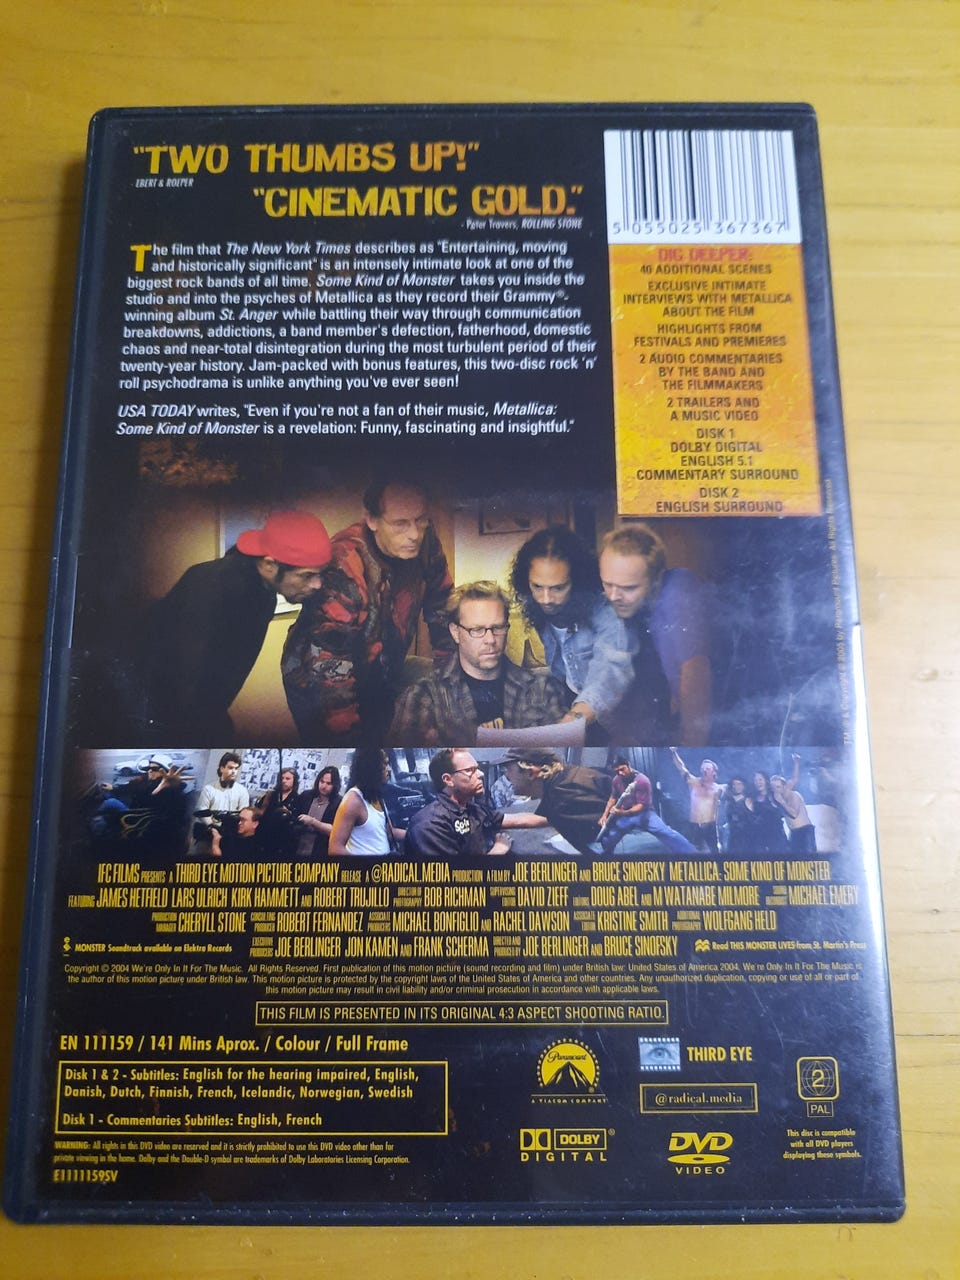 "TWO THUMBS UP!"
- EBERT & ROEPER
"CINEMATIC GOLD."
- Peter Travers, ROLLING STONE
The film that The New York Times describes as "Entertaining, moving
and historically significant" is an intensely intimate look at one of the
biggest rock bands of all time. Some Kind of Monster takes you inside the
studio and into the psyches of Metallica as they record their Grammy®-
winning album St. Anger while battling their way through communication
breakdowns, addictions, a band member's defection, fatherhood, domestic
chaos and near-total disintegration during the most turbulent period of their
twenty-year history. Jam-packed with bonus features, this two-disc rock 'n'
roll psychodrama is unlike anything you've ever seen!
USA TODAY writes, "Even if you're not a fan of their music, Metallica:
Some Kind of Monster is a revelation: Funny, fascinating and insightful."
5 055025 367367
DIG DEEPER:
40 ADDITIONAL SCENES
EXCLUSIVE INTIMATE
INTERVIEWS WITH METALLICA
ABOUT THE FILM
HIGHLIGHTS FROM
FESTIVALS AND PREMIERES
2 AUDIO COMMENTARIES
BY THE BAND AND
THE FILMMAKERS
2 TRAILERS AND
A MUSIC VIDEO
DISK 1
DOLBY DIGITAL
ENGLISH 5.1
COMMENTARY SURROUND
DISK 2
ENGLISH SURROUND
TM & Copyright © 2005 by Paramount Pictures. All Rights Reserved
IFC FILMS PRESENTS A THIRD EYE MOTION PICTURE COMPANY RELEASE A @RADICAL.MEDIA PRODUCTION A FILM BY JOE BERLINGER AND BRUCE SINOFSKY METALLICA: SOME KIND OF MONSTER
FEATURING JAMES HETFIELD LARS ULRICH KIRK HAMMETT AND ROBERT TRUJILLO DIRECTOR OF PHOTOGRAPHY BOB RICHMAN SUPERVISING EDITOR DAVID ZIEFF EDITORS DOUG ABEL AND M WATANABE MILMORE SOUND RECORDIST MICHAEL EMERY
PRODUCTION MANAGER CHERYLL STONE CONSULTING PRODUCER ROBERT FERNANDEZ ASSOCIATE PRODUCERS MICHAEL BONFIGLIO AND RACHEL DAWSON ASSOCIATE EDITOR KRISTINE SMITH ADDITIONAL PHOTOGRAPHY WOLFGANG HELD
MONSTER Soundtrack available on Elektra Records
EXECUTIVE PRODUCERS JOE BERLINGER JON KAMEN AND FRANK SCHERMA DIRECTED AND PRODUCED BY JOE BERLINGER AND BRUCE SINOFSKY
Read THIS MONSTER LIVES from St. Martin's Press
Copyright © 2004 We're Only In It For The Music. All Rights Reserved. First publication of this motion picture (sound recording and film) under British law: United States of America 2004. We're Only In It For The Music is
the author of this motion picture under British law. This motion picture is protected by the copyright laws of the United States of America and other countries. Any unauthorized duplication, copying or use of all or part of
this motion picture may result in civil liability and/or criminal prosecution in accordance with applicable laws.
THIS FILM IS PRESENTED IN ITS ORIGINAL 4:3 ASPECT SHOOTING RATIO.
EN 111159 / 141 Mins Aprox. / Colour / Full Frame
Disk 1 & 2 - Subtitles: English for the hearing impaired, English,
Danish, Dutch, Finnish, French, Icelandic, Norwegian, Swedish
Disk 1 - Commentaries Subtitles: English, French
WARNING: All rights in this DVD video are reserved and it is strictly prohibited to use this DVD video other than for
private viewing in the home. Dolby and the Double-D symbol are trademarks of Dolby Laboratories Licensing Corporation.
E1111159SV
Paramount
A VIACOM COMPANY
THIRD EYE
@radical.media
DOLBY
DIGITAL
DVD
VIDEO
2
PAL
This disc is compatible
with all DVD players
displaying these symbols.